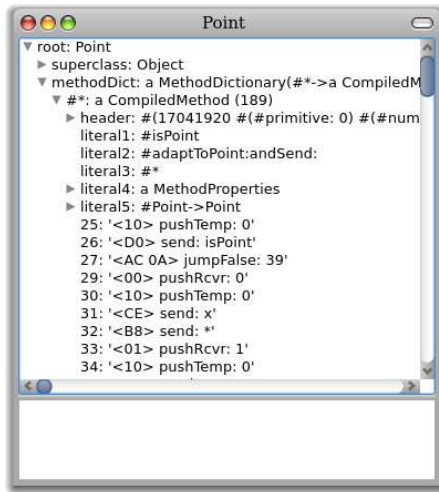 Point
root: Point
superclass: Object
methodDict: a MethodDictionary(#*->a CompiledM
#*: a CompiledMethod (189)
header: #(17041920 #(#primitive: 0) #(#num
literal1: #isPoint
literal2: #adaptToPoint:andSend:
literal3: #*
literal4: a MethodProperties
literal5: #Point->Point
25: '<10> pushTemp: 0'
26: '<D0> send: isPoint'
27: '<AC 0A> jumpFalse: 39'
29: '<00> pushRcvr: 0'
30: '<10> pushTemp: 0'
31: '<CE> send: x'
32: '<B8> send: *'
33: '<01> pushRcvr: 1'
34: '<10> pushTemp: 0'